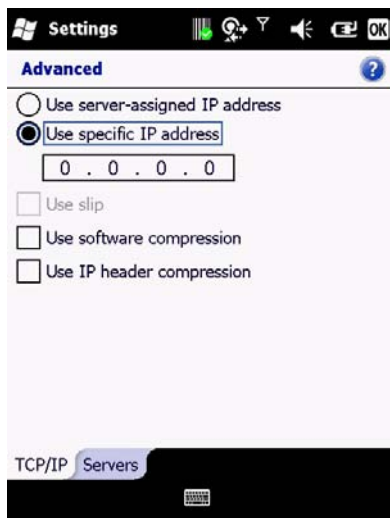 Settings OK
Advanced ?
Use server-assigned IP address
Use specific IP address
0 . 0 . 0 . 0
Use slip
Use software compression
Use IP header compression
TCP/IP Servers